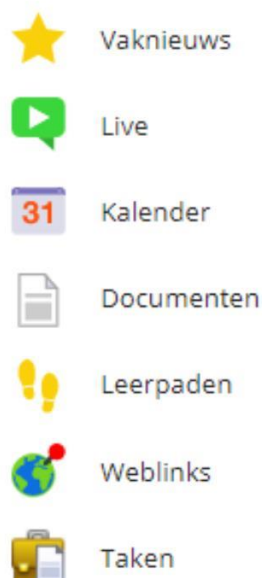 Vaknieuws
Live
31
Kalender
Documenten
Leerpaden
Weblinks
Taken